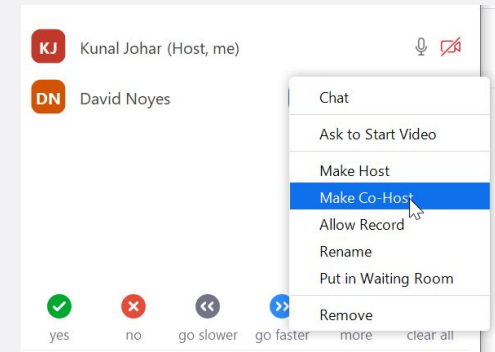 KJ Kunal Johar (Host, me)
DN David Noyes
Chat
Ask to Start Video
Make Host
Make Co-Host
Allow Record
Rename
Put in Waiting Room
Remove
yes no go slower go faster more clear all